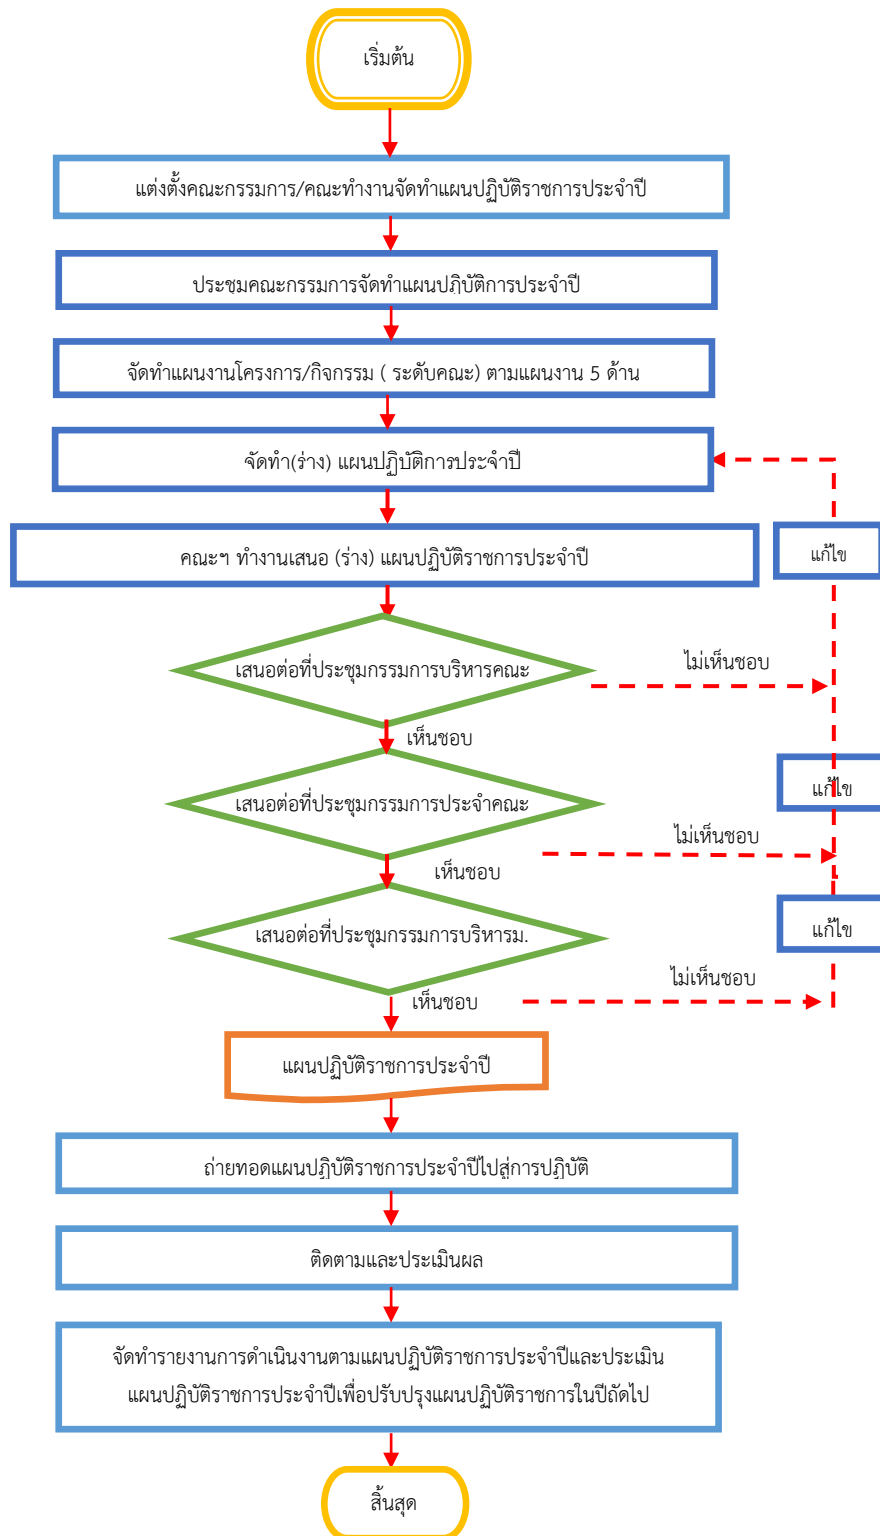 เริ่มต้น
แต่งตั้งคณะกรรมการ/คณะทำงานจัดทำแผนปฏิบัติราชการประจำปี
ประชุมคณะกรรมการจัดทำแผนปฏิบัติการประจำปี
จัดทำแผนงานโครงการ/กิจกรรม ( ระดับคณะ) ตามแผนงาน 5 ด้าน
จัดทำ(ร่าง) แผนปฏิบัติการประจำปี
คณะฯ ทำงานเสนอ (ร่าง) แผนปฏิบัติราชการประจำปี
แก้ไข
เสนอต่อที่ประชุมกรรมการบริหารคณะ
ไม่เห็นชอบ
เห็นชอบ
แก้ไข
เสนอต่อที่ประชุมกรรมการประจำคณะ
ไม่เห็นชอบ
เห็นชอบ
แก้ไข
เสนอต่อที่ประชุมกรรมการบริหารม.
ไม่เห็นชอบ
เห็นชอบ
แผนปฏิบัติราชการประจำปี
ถ่ายทอดแผนปฏิบัติราชการประจำปีไปสู่การปฏิบัติ
ติดตามและประเมินผล
จัดทำรายงานการดำเนินงานตามแผนปฏิบัติราชการประจำปีและประเมิน
แผนปฏิบัติราชการประจำปีเพื่อปรับปรุงแผนปฏิบัติราชการในปีถัดไป
สิ้นสุด